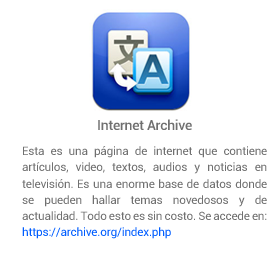 文 A
Internet Archive
Esta es una página de internet que contiene
artículos, video, textos, audios y noticias en
televisión. Es una enorme base de datos donde
se pueden hallar temas novedosos y de
actualidad. Todo esto es sin costo. Se accede en:
https://archive.org/index.php